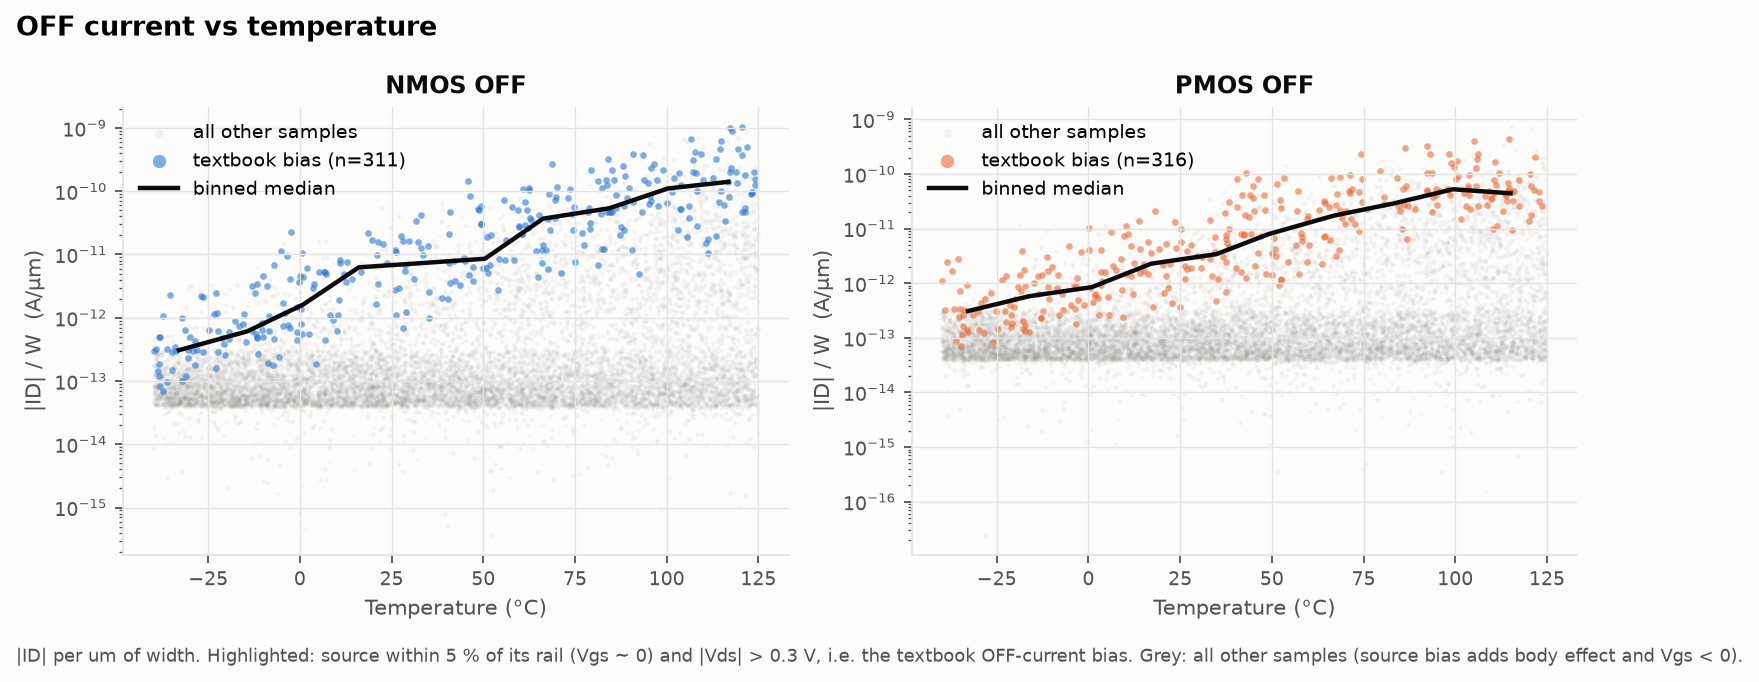 OFF current vs temperature
NMOS OFF
all other samples
textbook bias (n=311)
binned median
10⁻⁹
10⁻¹⁰
10⁻¹¹
10⁻¹²
10⁻¹³
10⁻¹⁴
10⁻¹⁵
|ID| / W (A/μm)
−25 0 25 50 75 100 125
Temperature (°C)
PMOS OFF
all other samples
textbook bias (n=316)
binned median
10⁻⁹
10⁻¹⁰
10⁻¹¹
10⁻¹²
10⁻¹³
10⁻¹⁴
10⁻¹⁵
10⁻¹⁶
|ID| / W (A/μm)
−25 0 25 50 75 100 125
Temperature (°C)
|ID| per um of width. Highlighted: source within 5 % of its rail (Vgs ~ 0) and |Vds| > 0.3 V, i.e. the textbook OFF-current bias. Grey: all other samples (source bias adds body effect and Vgs < 0).